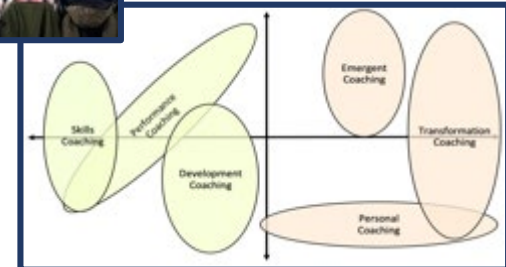 Emergent
Coaching
Performance
Coaching
Skills
Coaching
Transformation
Coaching
Development
Coaching
Personal
Coaching